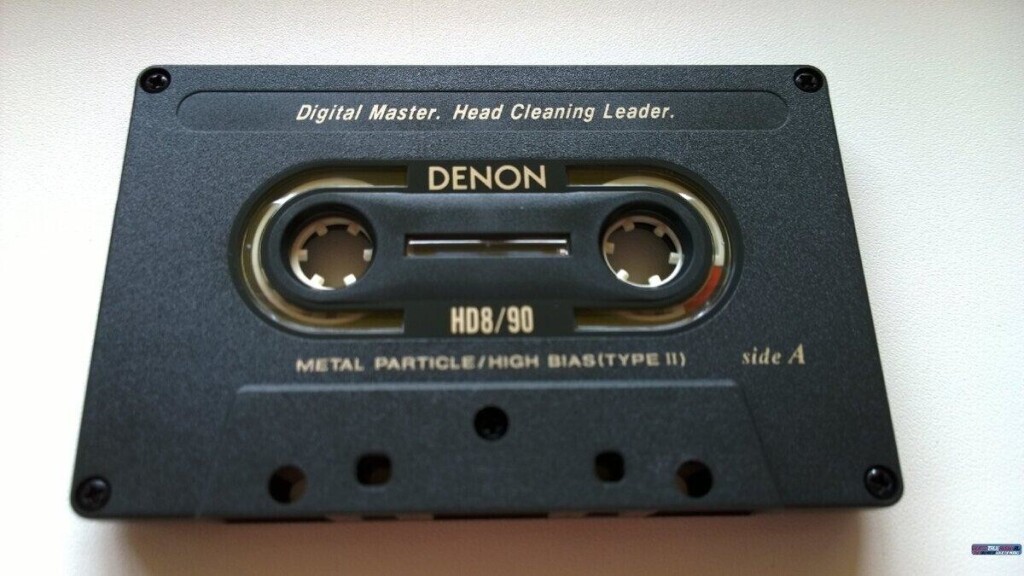 Digital Master. Head Cleaning Leader.
DENON
HD8/90
METAL PARTICLE/HIGH BIAS(TYPE II)
side A